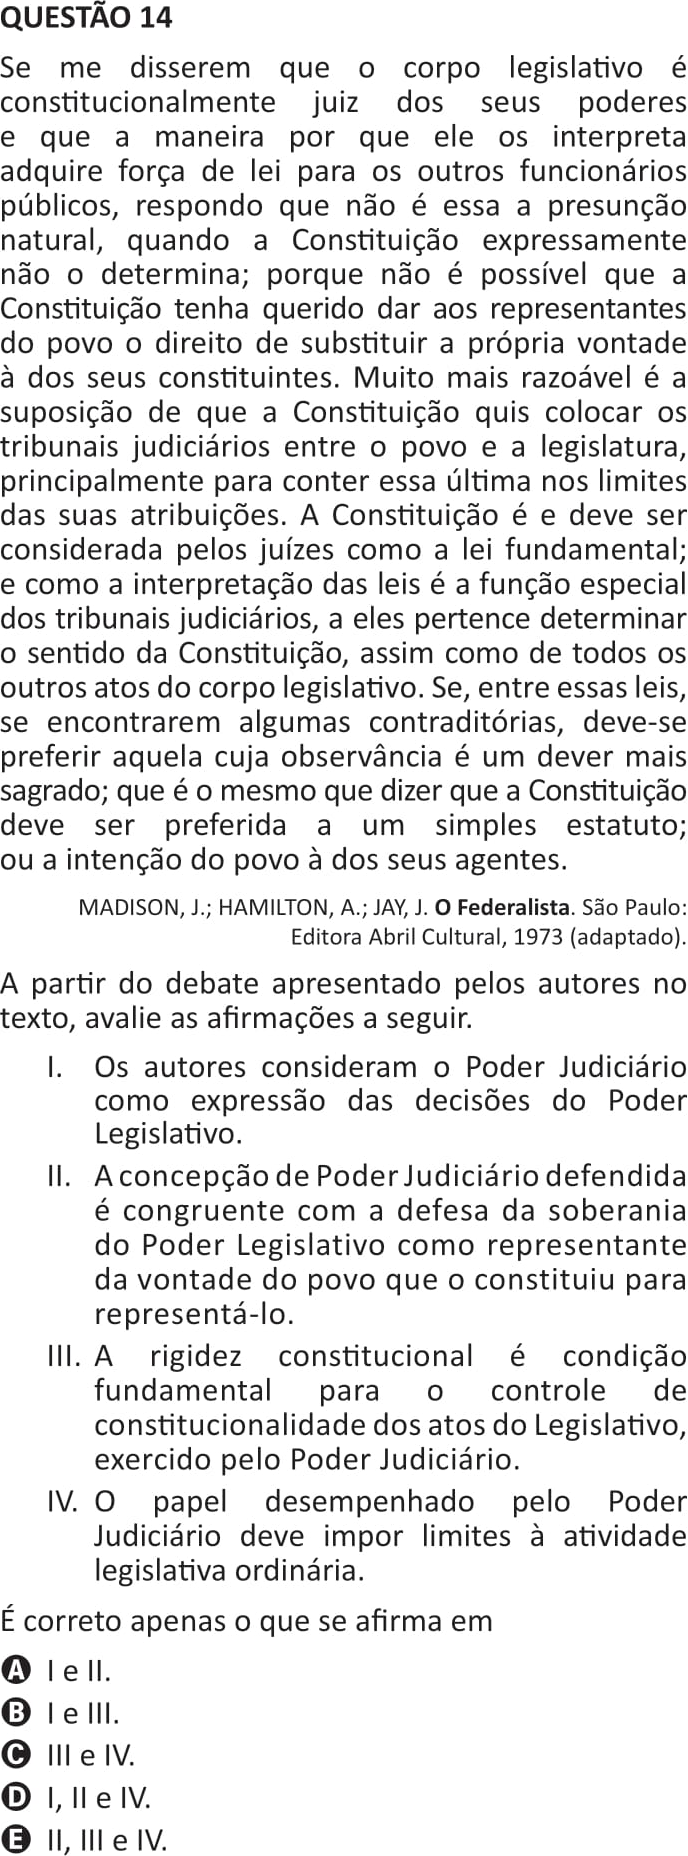 QUESTÃO 14
Se me disserem que o corpo legislativo é
constitucionalmente juiz dos seus poderes
e que a maneira por que ele os interpreta
adquire força de lei para os outros funcionários
públicos, respondo que não é essa a presunção
natural, quando a Constituição expressamente
não o determina; porque não é possível que a
Constituição tenha querido dar aos representantes
do povo o direito de substituir a própria vontade
à dos seus constituintes. Muito mais razoável é a
suposição de que a Constituição quis colocar os
tribunais judiciários entre o povo e a legislatura,
principalmente para conter essa última nos limites
das suas atribuições. A Constituição é e deve ser
considerada pelos juízes como a lei fundamental;
e como a interpretação das leis é a função especial
dos tribunais judiciários, a eles pertence determinar
o sentido da Constituição, assim como de todos os
outros atos do corpo legislativo. Se, entre essas leis,
se encontrarem algumas contraditórias, deve-se
preferir aquela cuja observância é um dever mais
sagrado; que é o mesmo que dizer que a Constituição
deve ser preferida a um simples estatuto;
ou a intenção do povo à dos seus agentes.
MADISON, J.; HAMILTON, A.; JAY, J. O Federalista. São Paulo:
Editora Abril Cultural, 1973 (adaptado).
A partir do debate apresentado pelos autores no
texto, avalie as afirmações a seguir.
I. Os autores consideram o Poder Judiciário
como expressão das decisões do Poder
Legislativo.
II. A concepção de Poder Judiciário defendida
é congruente com a defesa da soberania
do Poder Legislativo como representante
da vontade do povo que o constituiu para
representá-lo.
III. A rigidez constitucional é condição
fundamental para o controle de
constitucionalidade dos atos do Legislativo,
exercido pelo Poder Judiciário.
IV. O papel desempenhado pelo Poder
Judiciário deve impor limites à atividade
legislativa ordinária.
É correto apenas o que se afirma em
A I e II.
B I e III.
C III e IV.
D I, II e IV.
E II, III e IV.